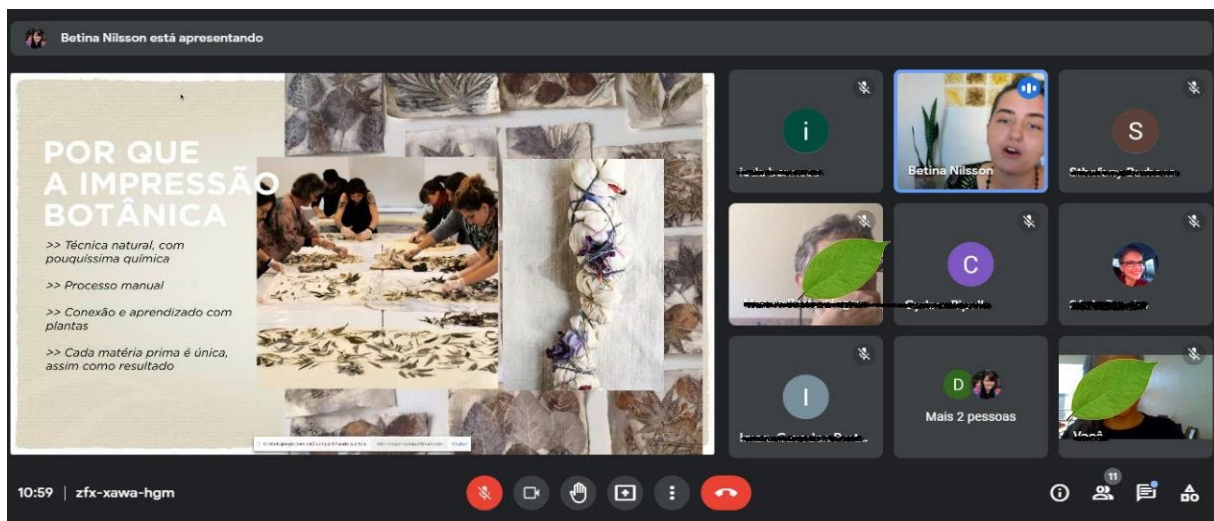 Betina Nilsson está apresentando
POR QUE
A IMPRESSÃO
BOTÂNICA
>> Técnica natural, com
pouquíssima química
>> Processo manual
>> Conexão e aprendizado com
plantas
>> Cada matéria prima é única,
assim como resultado
i
Betina Nilsson
S
C
I
D
Mais 2 pessoas
Você
10:59 | zfx-xawa-hgm
11